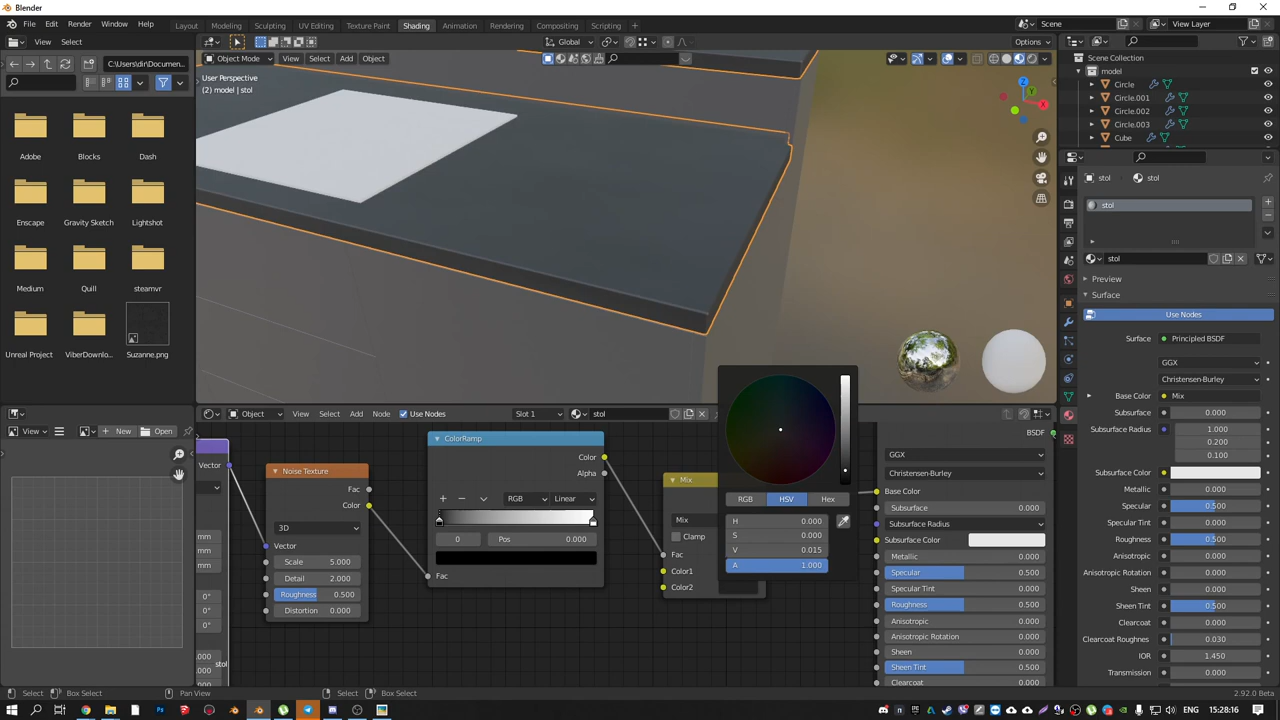 Blender
File Edit Render Window Help
Layout Modeling Sculpting UV Editing Texture Paint Shading Animation Rendering Compositing Scripting
Scene View Layer
View Select Global Options
C:\Users\dir\Documen...
Object Mode View Select Add Object
User Perspective
(2) model | stol
Z
Y
X
Scene Collection
model
Circle
Circle.001
Circle.002
Circle.003
Cube
Adobe Blocks Dash
Enscape Gravity Sketch Lightshot
Medium Quill steamvr
Unreal Project ViberDownlo... Suzanne.png
stol stol
stol
stol
Preview
Surface
Use Nodes
Surface Principled BSDF
GGX
Christensen-Burley
Base Color Mix
Subsurface 0.000
Subsurface Radius 1.000
0.200
0.100
Subsurface Color
Metallic 0.000
Specular 0.500
Specular Tint 0.000
Roughness 0.500
Anisotropic 0.000
Anisotropic Rotation 0.000
Sheen 0.000
Sheen Tint 0.500
Clearcoat 0.000
Clearcoat Roughnes 0.030
IOR 1.450
Transmission 0.000
View New Open
Object View Select Add Node Use Nodes Slot 1 stol
Vector
mm
mm
mm
0°
0°
0°
stol
Noise Texture
Fac
Color
3D
Vector
Scale 5.000
Detail 2.000
Roughness 0.500
Distortion 0.000
ColorRamp
Color
Alpha
RGB Linear
0 Pos 0.000
Fac
Mix
Mix
Clamp
Fac
Color1
Color2
RGB HSV Hex
H 0.000
S 0.000
V 0.015
A 1.000
BSDF
GGX
Christensen-Burley
Base Color
Subsurface 0.000
Subsurface Radius
Subsurface Color
Metallic 0.000
Specular 0.500
Specular Tint 0.000
Roughness 0.500
Anisotropic 0.000
Anisotropic Rotation 0.000
Sheen 0.000
Sheen Tint 0.500
Clearcoat 0.000
Select Box Select Pan View Select Box Select 2.92.0 Beta
ENG 15:28:16